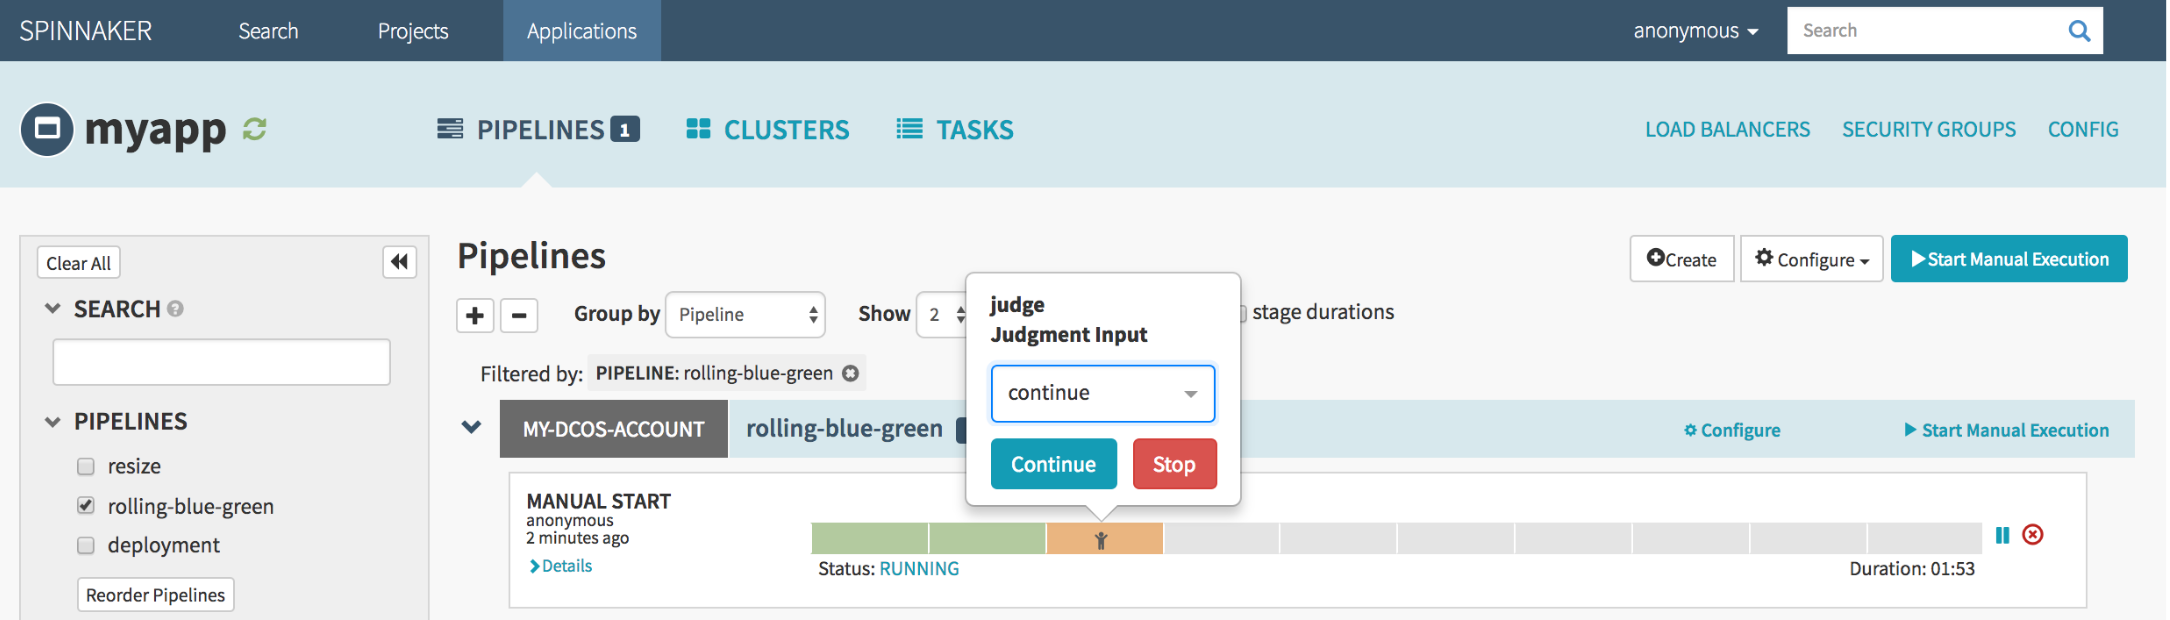 SPINNAKER Search Projects Applications anonymous Search
myapp PIPELINES 1 CLUSTERS TASKS LOAD BALANCERS SECURITY GROUPS CONFIG
Clear All
SEARCH
PIPELINES
resize
rolling-blue-green
deployment
Reorder Pipelines
Pipelines
Create Configure Start Manual Execution
Group by Pipeline Show 2 stage durations
Filtered by: PIPELINE: rolling-blue-green
judge
Judgment Input
continue
Continue Stop
MY-DCOS-ACCOUNT rolling-blue-green Configure Start Manual Execution
MANUAL START
anonymous
2 minutes ago
Details
Status: RUNNING Duration: 01:53